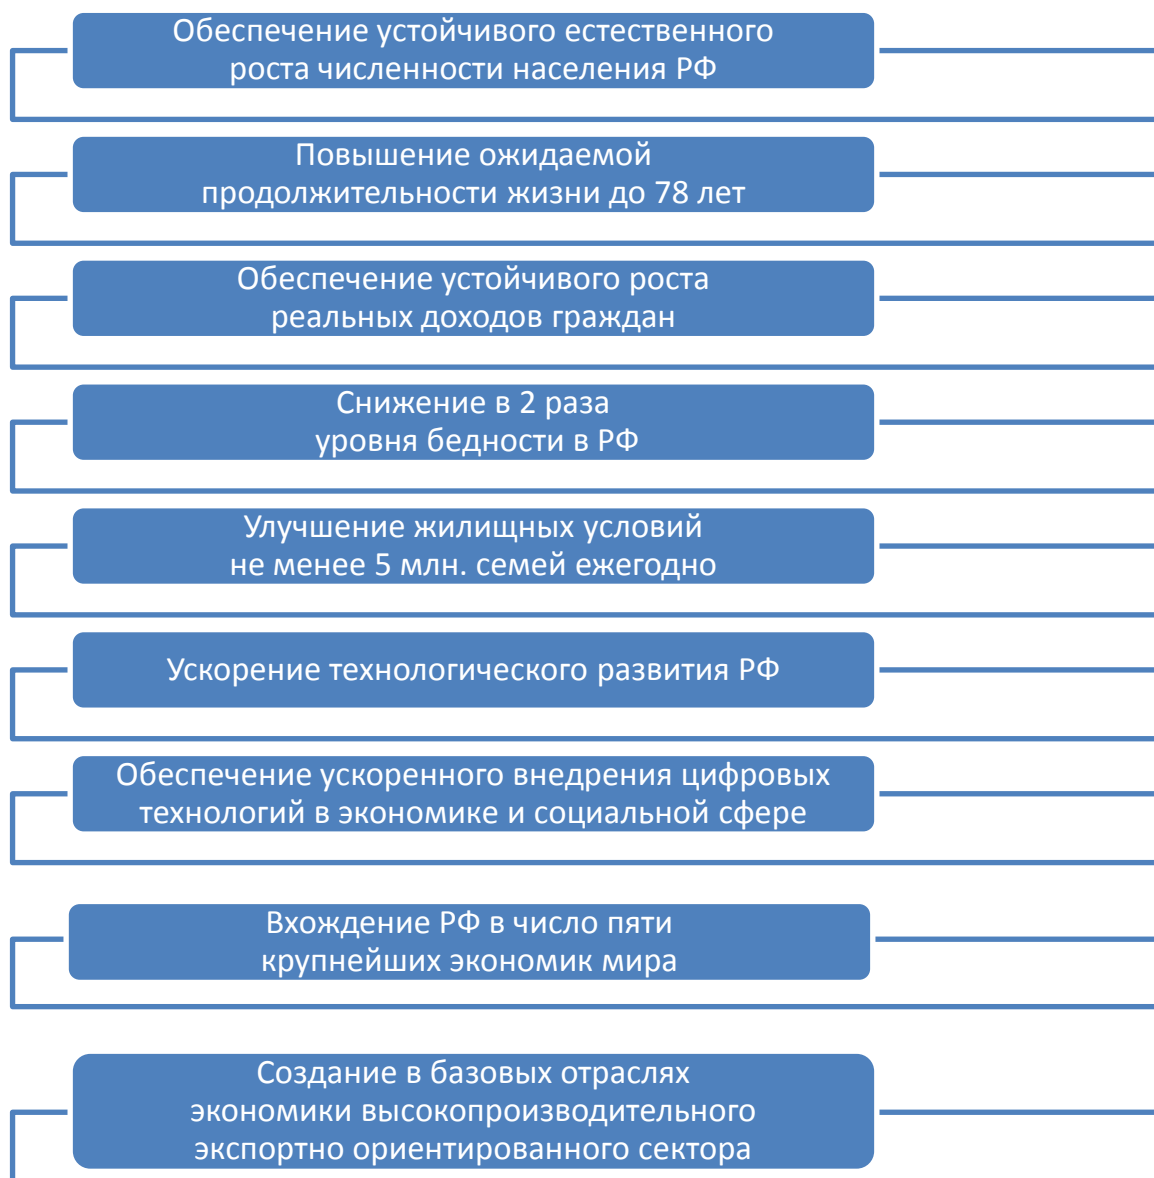 Обеспечение устойчивого естественного
роста численности населения РФ
Повышение ожидаемой
продолжительности жизни до 78 лет
Обеспечение устойчивого роста
реальных доходов граждан
Снижение в 2 раза
уровня бедности в РФ
Улучшение жилищных условий
не менее 5 млн. семей ежегодно
Ускорение технологического развития РФ
Обеспечение ускоренного внедрения цифровых
технологий в экономике и социальной сфере
Вхождение РФ в число пяти
крупнейших экономик мира
Создание в базовых отраслях
экономики высокопроизводительного
экспортно ориентированного сектора